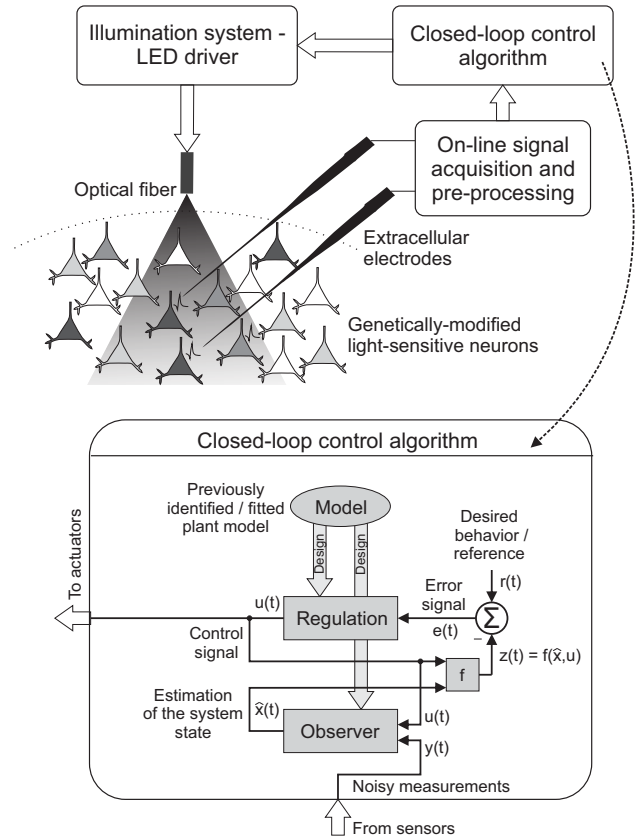 Illumination system -
LED driver
Closed-loop control
algorithm
On-line signal
acquisition and
pre-processing
Optical fiber
Extracellular
electrodes
Genetically-modified
light-sensitive neurons
Closed-loop control algorithm
Previously
identified / fitted
plant model
Model
Design
Design
Desired
behavior /
reference
r(t)
To actuators
u(t)
Regulation
Error
signal
e(t)
Σ
−
Control
signal
z(t) = f(x̂,u)
f
Estimation
of the system
state
x̂(t)
Observer
u(t)
y(t)
Noisy measurements
From sensors